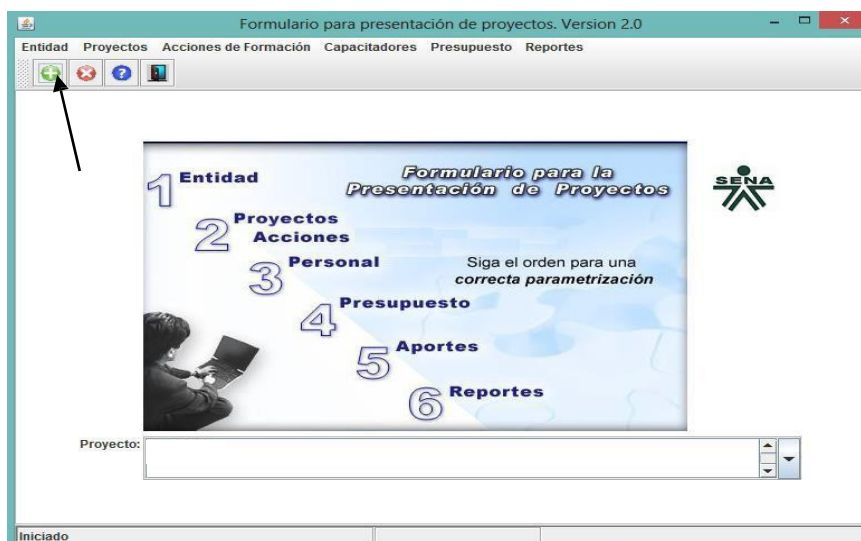 Formulario para presentación de proyectos. Version 2.0
Entidad Proyectos Acciones de Formación Capacitadores Presupuesto Reportes
1 Entidad
Formulario para la
Presentación de Proyectos
SENA
2 Proyectos
Acciones
3 Personal
Siga el orden para una
correcta parametrización
4 Presupuesto
5 Aportes
6 Reportes
Proyecto:
Iniciado